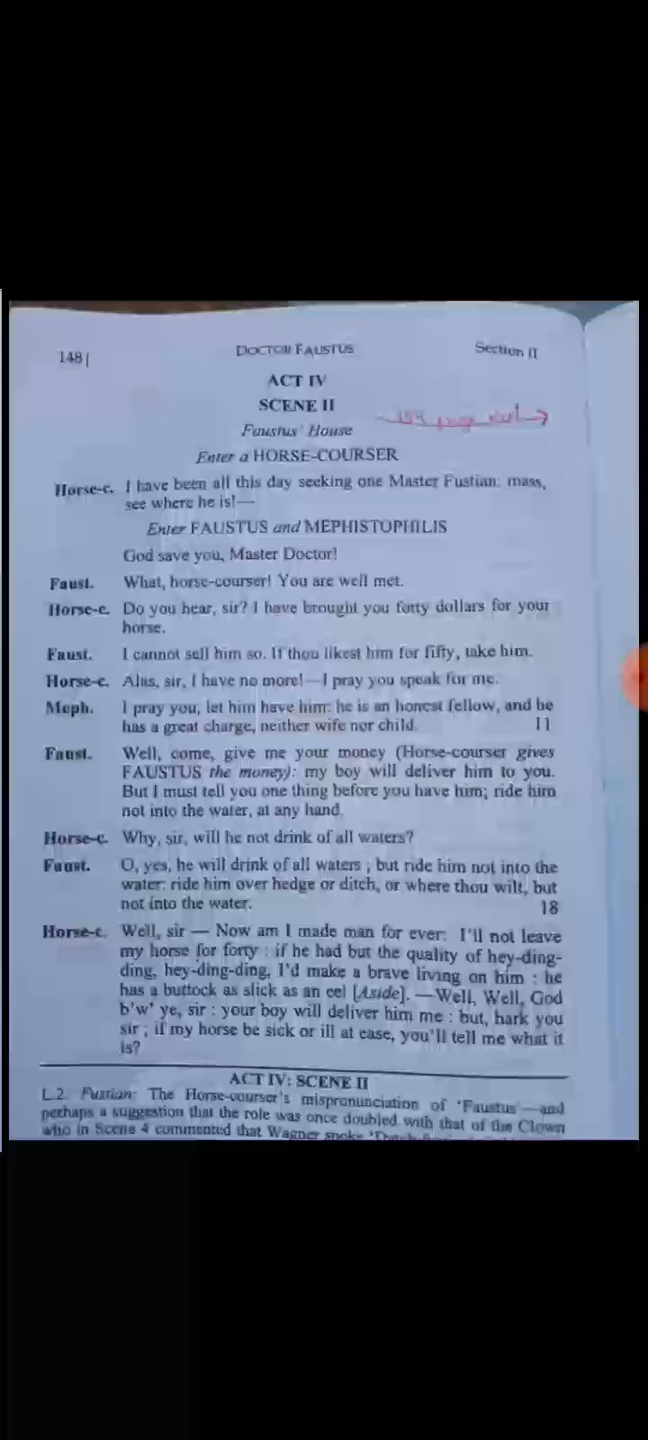 148|
DOCTOR FAUSTUS
Section II
ACT IV
SCENE II
Faustus' House
Enter a HORSE-COURSER
Horse-c. I have been all this day seeking one Master Fustian: mass,
see where he is!—
Enter FAUSTUS and MEPHISTOPHILIS
God save you, Master Doctor!
Faust. What, horse-courser! You are well met.
Horse-c. Do you hear, sir? I have brought you forty dollars for your
horse.
Faust. I cannot sell him so. If thou likest him for fifty, take him.
Horse-c. Alas, sir, I have no more!—I pray you speak for me.
Meph. I pray you, let him have him: he is an honest fellow, and he
has a great charge, neither wife nor child. 11
Faust. Well, come, give me your money (Horse-courser gives
FAUSTUS the money): my boy will deliver him to you.
But I must tell you one thing before you have him; ride him
not into the water, at any hand.
Horse-c. Why, sir, will he not drink of all waters?
Faust. O, yes, he will drink of all waters ; but ride him not into the
water: ride him over hedge or ditch, or where thou wilt, but
not into the water. 18
Horse-c. Well, sir — Now am I made man for ever: I'll not leave
my horse for forty : if he had but the quality of hey-ding-
ding, hey-ding-ding, I'd make a brave living on him : he
has a buttock as slick as an eel [Aside]. —Well, Well, God
b'w' ye, sir : your boy will deliver him me : but, hark you
sir ; if my horse be sick or ill at ease, you'll tell me what it
is?
ACT IV: SCENE II
L.2. Fustian: The Horse-courser's mispronunciation of 'Faustus'—and
perhaps a suggestion that the role was once doubled with that of the Clown
who in Scene 4 commented that Wagner spoke 'Dutch